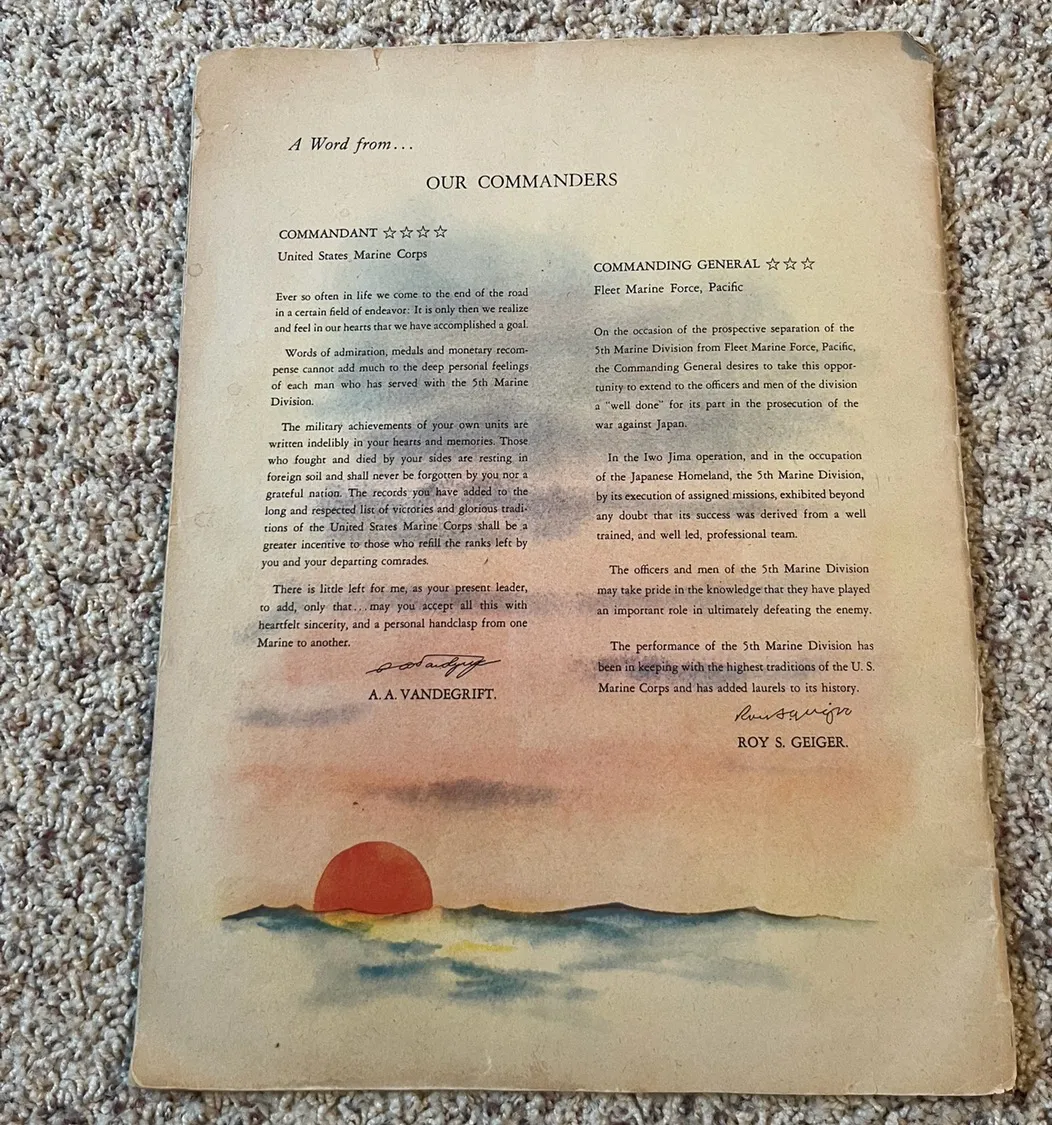 A Word from...
OUR COMMANDERS
COMMANDANT ☆☆☆☆
United States Marine Corps
Ever so often in life we come to the end of the road
in a certain field of endeavor: It is only then we realize
and feel in our hearts that we have accomplished a goal.
Words of admiration, medals and monetary recom-
pense cannot add much to the deep personal feelings
of each man who has served with the 5th Marine
Division.
The military achievements of your own units are
written indelibly in your hearts and memories. Those
who fought and died by your sides are resting in
foreign soil and shall never be forgotten by you nor a
grateful nation. The records you have added to the
long and respected list of victories and glorious tradi-
tions of the United States Marine Corps shall be a
greater incentive to those who refill the ranks left by
you and your departing comrades.
There is little left for me, as your present leader,
to add, only that...may you accept all this with
heartfelt sincerity, and a personal handclasp from one
Marine to another.
A. A. VANDEGRIFT.
COMMANDING GENERAL ☆☆☆
Fleet Marine Force, Pacific
On the occasion of the prospective separation of the
5th Marine Division from Fleet Marine Force, Pacific,
the Commanding General desires to take this oppor-
tunity to extend to the officers and men of the division
a "well done" for its part in the prosecution of the
war against Japan.
In the Iwo Jima operation, and in the occupation
of the Japanese Homeland, the 5th Marine Division,
by its execution of assigned missions, exhibited beyond
any doubt that its success was derived from a well
trained, and well led, professional team.
The officers and men of the 5th Marine Division
may take pride in the knowledge that they have played
an important role in ultimately defeating the enemy.
The performance of the 5th Marine Division has
been in keeping with the highest traditions of the U. S.
Marine Corps and has added laurels to its history.
Roy S. Geiger
ROY S. GEIGER.